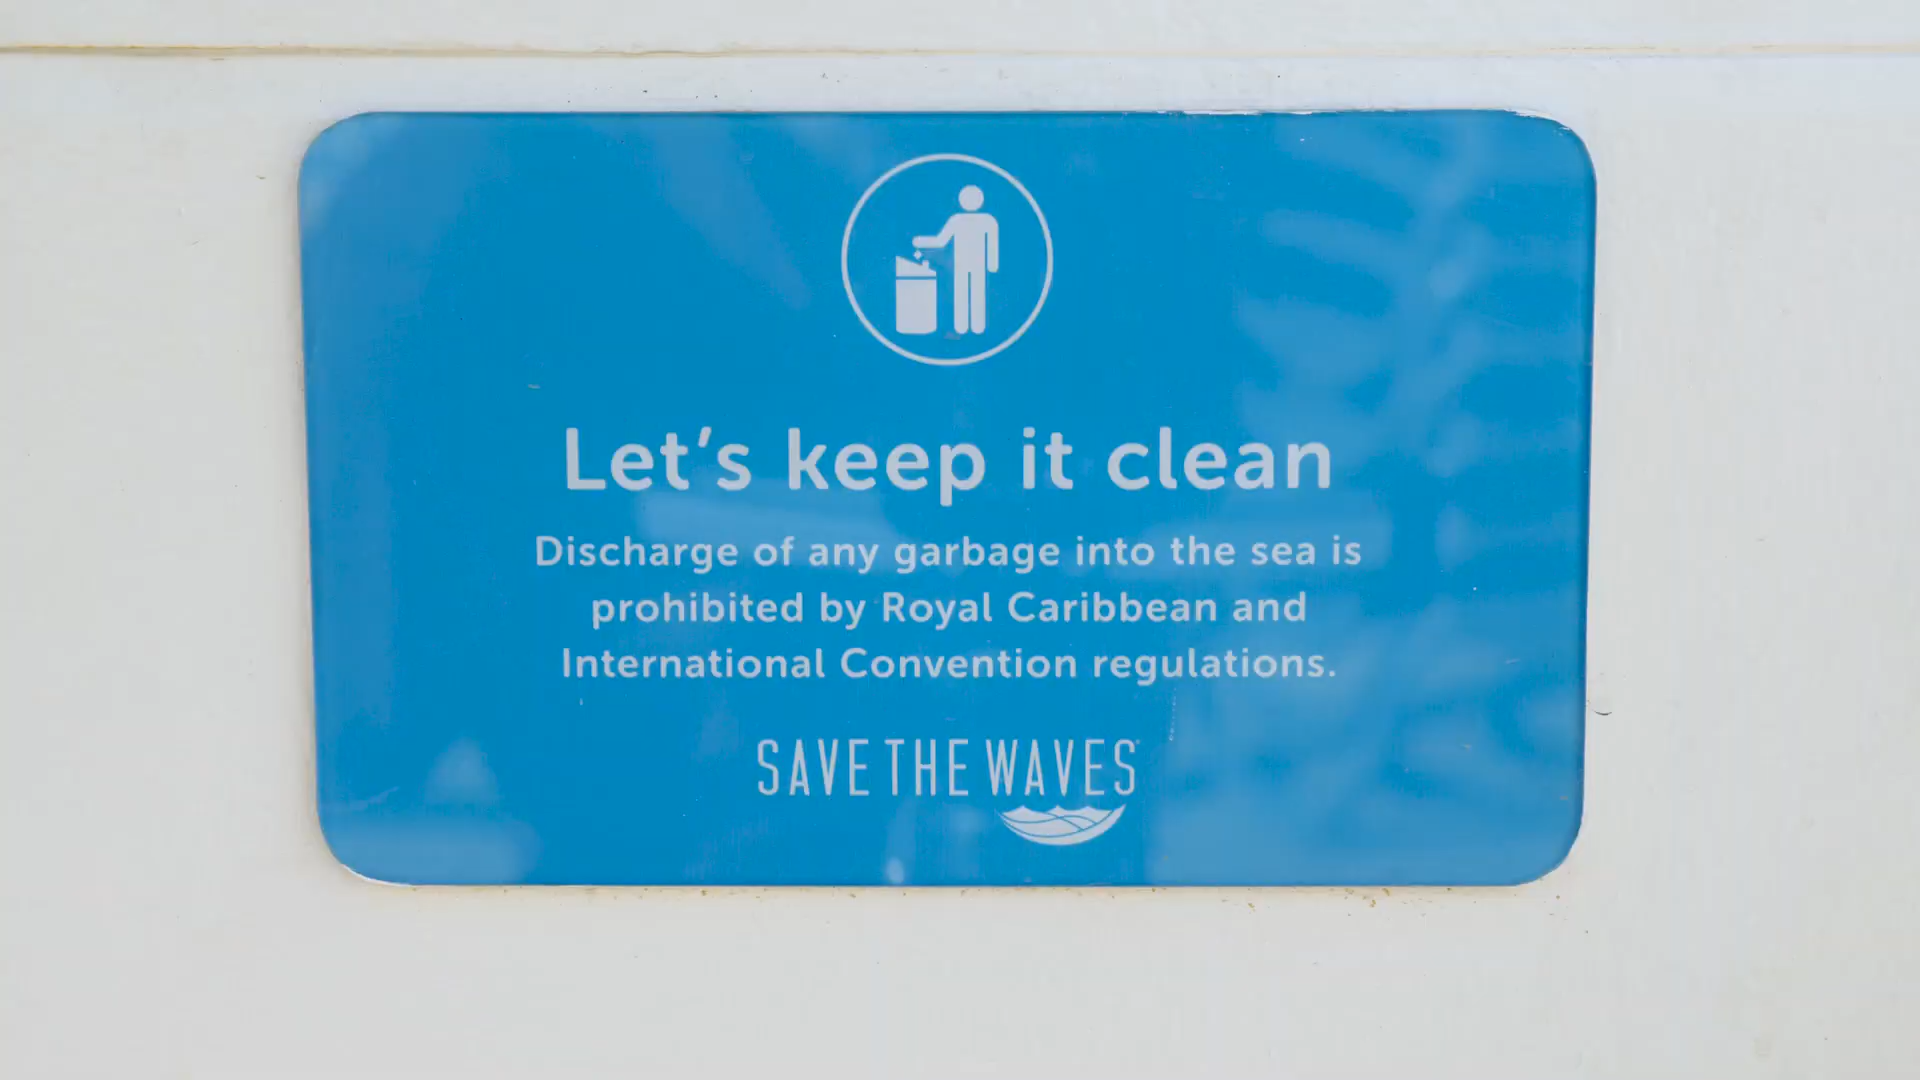 Let's keep it clean
Discharge of any garbage into the sea is
prohibited by Royal Caribbean and
International Convention regulations.
SAVE THE WAVES